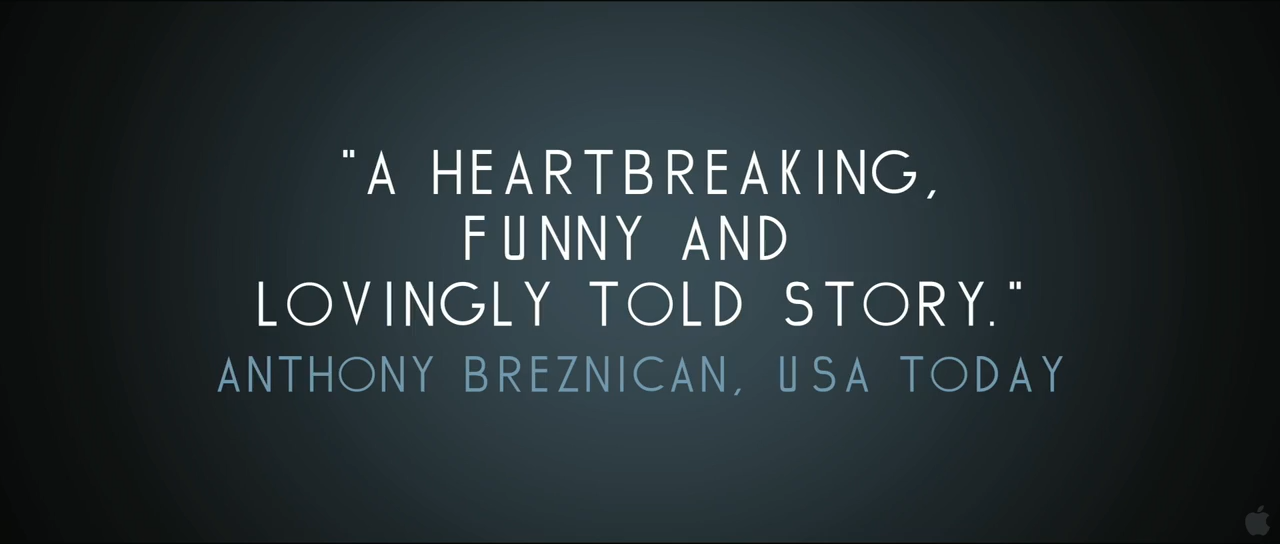 "A HEARTBREAKING,
FUNNY AND
LOVINGLY TOLD STORY."
ANTHONY BREZNICAN, USA TODAY